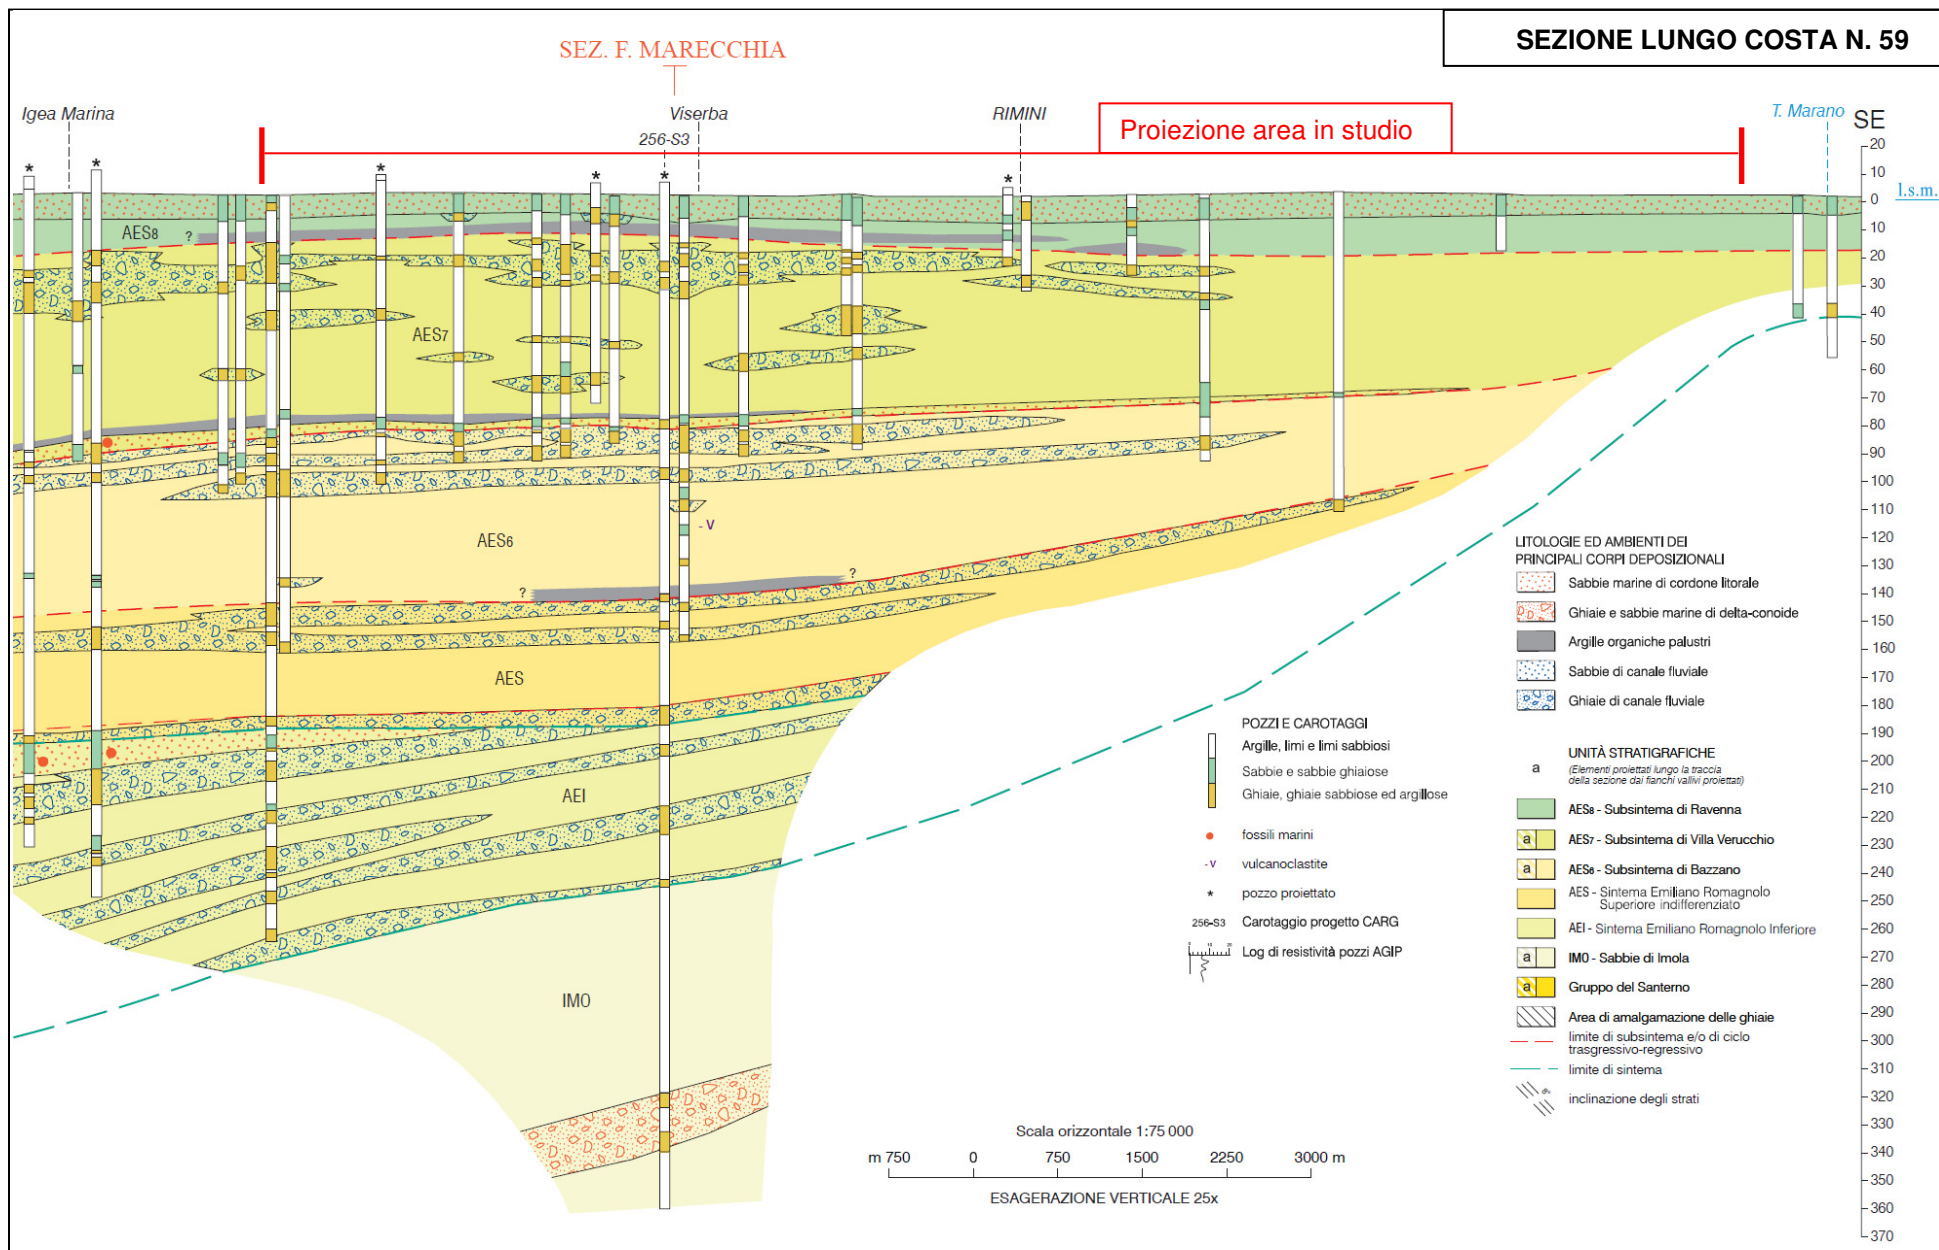 SEZIONE LUNGO COSTA N. 59
SEZ. F. MARECCHIA
Igea Marina
Viserba
256-S3
RIMINI
Proiezione area in studio
T. Marano
SE
l.s.m.
20
10
0
10
20
30
40
50
60
70
80
90
100
110
120
130
140
150
160
170
180
190
200
210
220
230
240
250
260
270
280
290
300
310
320
330
340
350
360
370
*
*
*
*
*
*
AES8
?
AES7
- V
AES6
?
?
AES
AEI
IMO
LITOLOGIE ED AMBIENTI DEI
PRINCIPALI CORPI DEPOSIZIONALI
Sabbie marine di cordone litorale
Ghiaie e sabbie marine di delta-conoide
Argille organiche palustri
Sabbie di canale fluviale
Ghiaie di canale fluviale
POZZI E CAROTAGGI
Argille, limi e limi sabbiosi
Sabbie e sabbie ghiaiose
Ghiaie, ghiaie sabbiose ed argillose
fossili marini
- V vulcanoclastite
* pozzo proiettato
256-S3 Carotaggio progetto CARG
0 10 20
Log di resistività pozzi AGIP
UNITÀ STRATIGRAFICHE
a (Elementi proiettati lungo la traccia
della sezione dai fianchi vallivi proiettati)
AES8 - Subsintema di Ravenna
a AES7 - Subsintema di Villa Verucchio
a AES6 - Subsintema di Bazzano
AES - Sintema Emiliano Romagnolo
Superiore indifferenziato
AEI - Sintema Emiliano Romagnolo Inferiore
a IMO - Sabbie di Imola
a Gruppo del Santerno
Area di amalgamazione delle ghiaie
limite di subsintema e/o di ciclo
trasgressivo-regressivo
limite di sintema
inclinazione degli strati
Scala orizzontale 1:75 000
m 750 0 750 1500 2250 3000 m
ESAGERAZIONE VERTICALE 25x